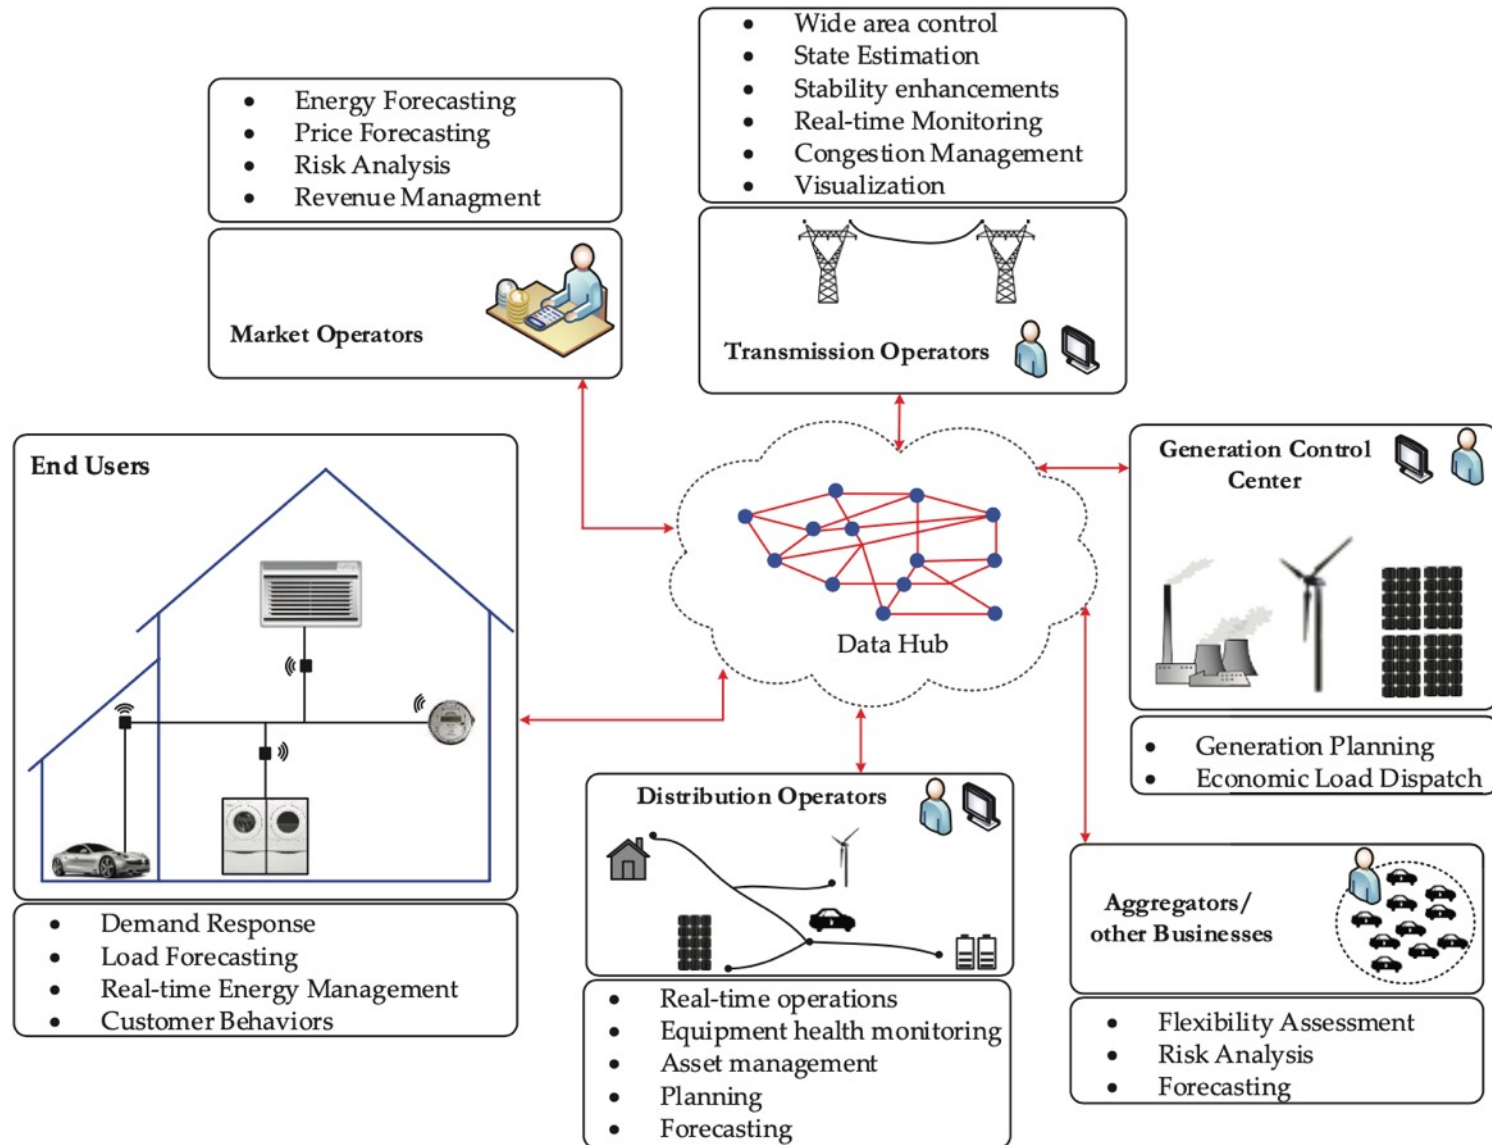 • Wide area control
• State Estimation
• Stability enhancements
• Real-time Monitoring
• Congestion Management
• Visualization
Transmission Operators
• Energy Forecasting
• Price Forecasting
• Risk Analysis
• Revenue Managment
Market Operators
End Users
• Demand Response
• Load Forecasting
• Real-time Energy Management
• Customer Behaviors
Data Hub
Generation Control
Center
• Generation Planning
• Economic Load Dispatch
Distribution Operators
• Real-time operations
• Equipment health monitoring
• Asset management
• Planning
• Forecasting
Aggregators/
other Businesses
• Flexibility Assessment
• Risk Analysis
• Forecasting